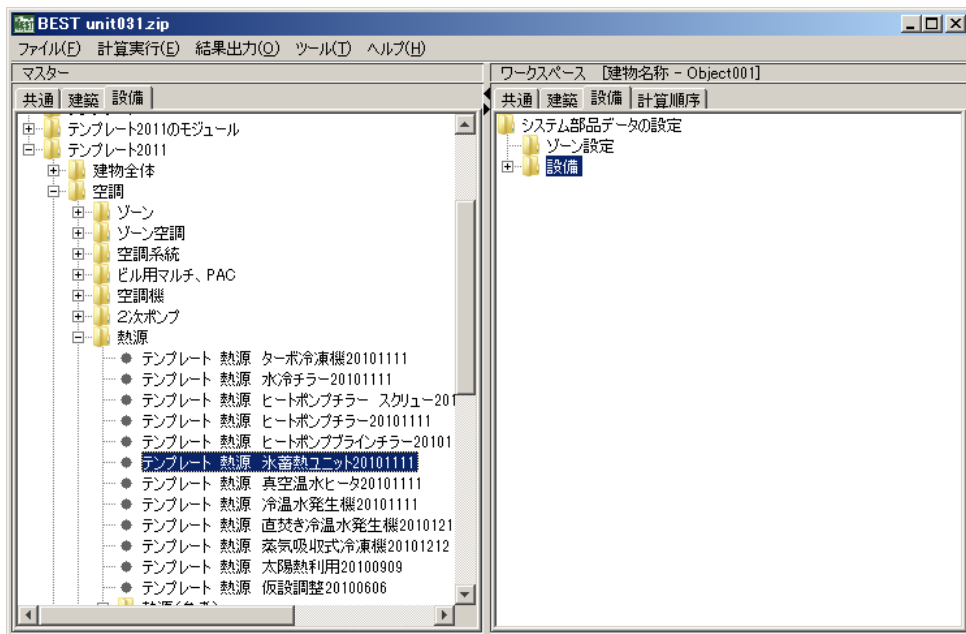 BEST unit031.zip
ファイル(F) 計算実行(E) 結果出力(O) ツール(T) ヘルプ(H)
マスター
共通 建築 設備
テンプレート2011のモジュール
テンプレート2011
建物全体
空調
ゾーン
ゾーン空調
空調系統
ビル用マルチ、PAC
空調機
2次ポンプ
熱源
テンプレート 熱源 ターボ冷凍機20101111
テンプレート 熱源 水冷チラー20101111
テンプレート 熱源 ヒートポンプチラー スクリュー201
テンプレート 熱源 ヒートポンプチラー20101111
テンプレート 熱源 ヒートポンプブラインチラー20101
テンプレート 熱源 氷蓄熱ユニット20101111
テンプレート 熱源 真空温水ヒータ20101111
テンプレート 熱源 冷温水発生機20101111
テンプレート 熱源 直焚き冷温水発生機2010121
テンプレート 熱源 蒸気吸収式冷凍機20101212
テンプレート 熱源 太陽熱利用20100909
テンプレート 熱源 仮設調整20100606
ワークスペース [建物名称 - Object001]
共通 建築 設備 計算順序
システム部品データの設定
ゾーン設定
設備